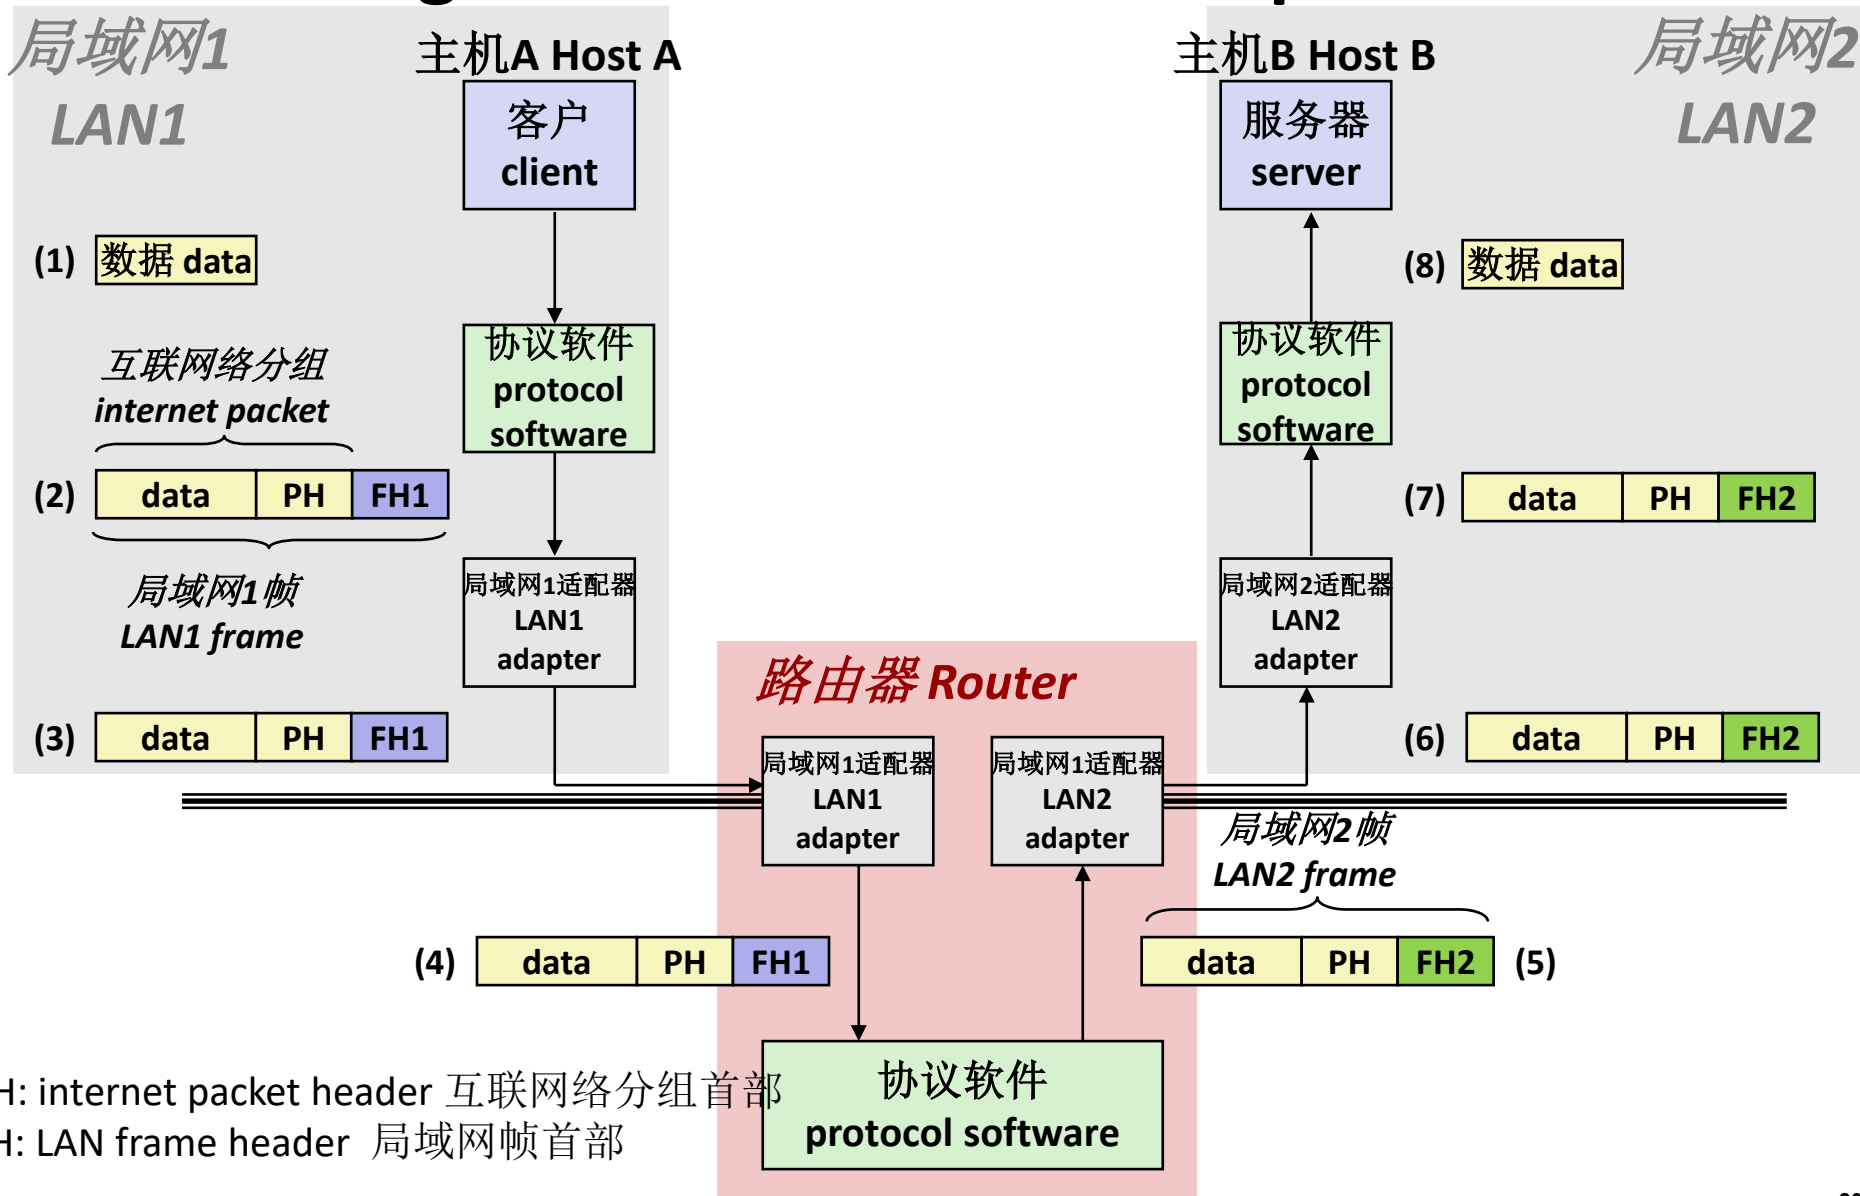 局域网1
LAN1
主机A Host A
客户
client
(1) 数据 data
协议软件
protocol
software
互联网络分组
internet packet
(2) data PH FH1
局域网1帧
LAN1 frame
局域网1适配器
LAN1
adapter
(3) data PH FH1
主机B Host B
局域网2
LAN2
服务器
server
(8) 数据 data
协议软件
protocol
software
(7) data PH FH2
局域网2适配器
LAN2
adapter
(6) data PH FH2
路由器 Router
局域网1适配器
LAN1
adapter
局域网1适配器
LAN2
adapter
局域网2帧
LAN2 frame
(4) data PH FH1
data PH FH2 (5)
协议软件
protocol software
H: internet packet header 互联网络分组首部
H: LAN frame header 局域网帧首部